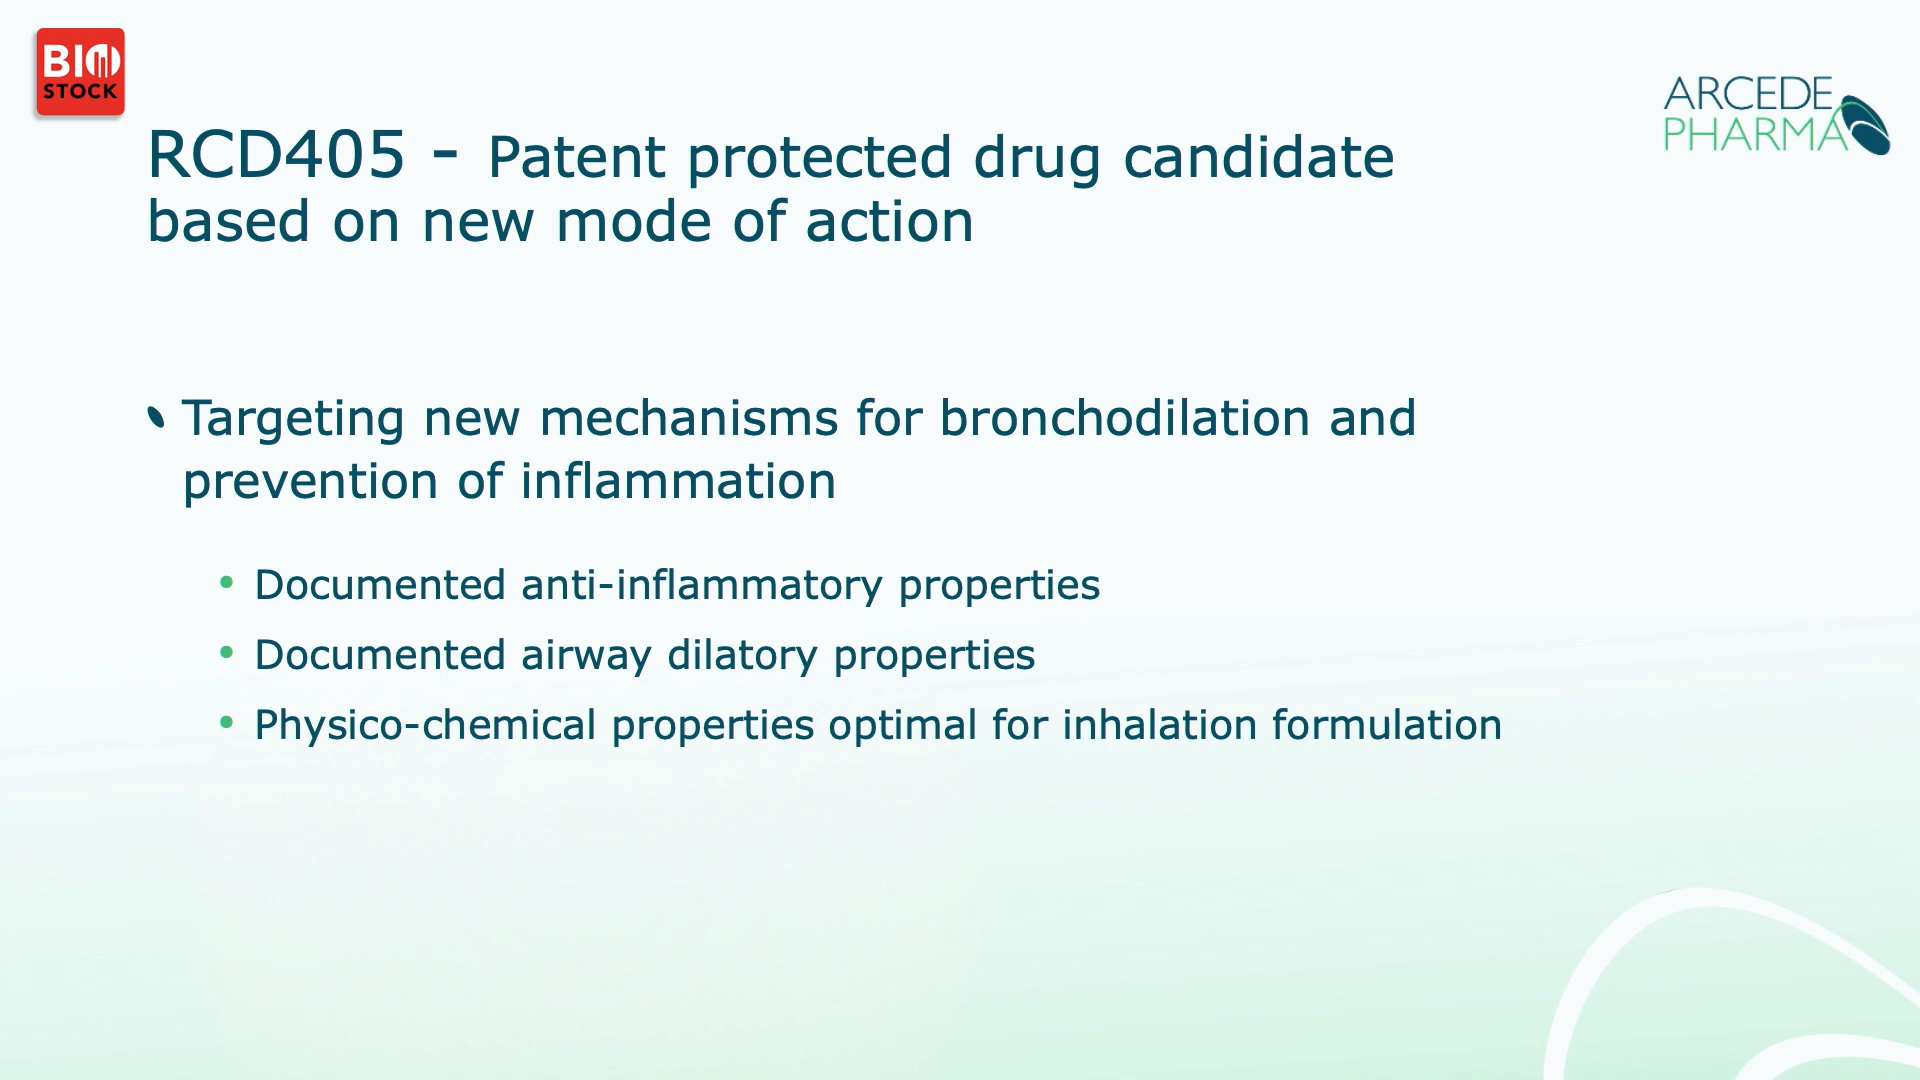 BIO
STOCK
ARCEDE
PHARMA
RCD405 - Patent protected drug candidate
based on new mode of action
Targeting new mechanisms for bronchodilation and
prevention of inflammation
• Documented anti-inflammatory properties
• Documented airway dilatory properties
• Physico-chemical properties optimal for inhalation formulation